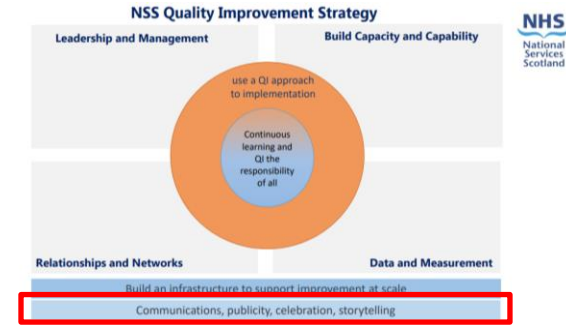 NSS Quality Improvement Strategy
NHS
National
Services
Scotland
Leadership and Management
Build Capacity and Capability
use a QI approach
to implementation
Continuous
learning and
QI the
responsibility
of all
Relationships and Networks
Data and Measurement
Build an infrastructure to support improvement at scale
Communications, publicity, celebration, storytelling